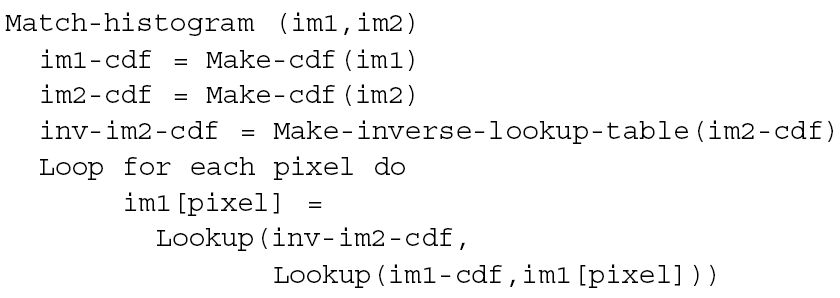 Match-histogram (im1,im2)
im1-cdf = Make-cdf(im1)
im2-cdf = Make-cdf(im2)
inv-im2-cdf = Make-inverse-lookup-table(im2-cdf)
Loop for each pixel do
im1[pixel] =
Lookup(inv-im2-cdf,
Lookup(im1-cdf,im1[pixel]))